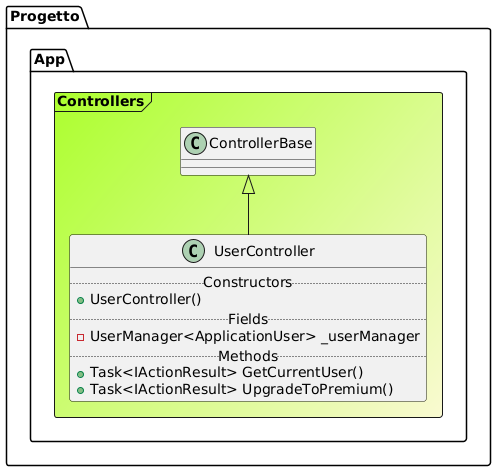 Progetto
App
Controllers
C ControllerBase
C UserController
Constructors
UserController()
Fields
UserManager<ApplicationUser> _userManager
Methods
Task<IActionResult> GetCurrentUser()
Task<IActionResult> UpgradeToPremium()